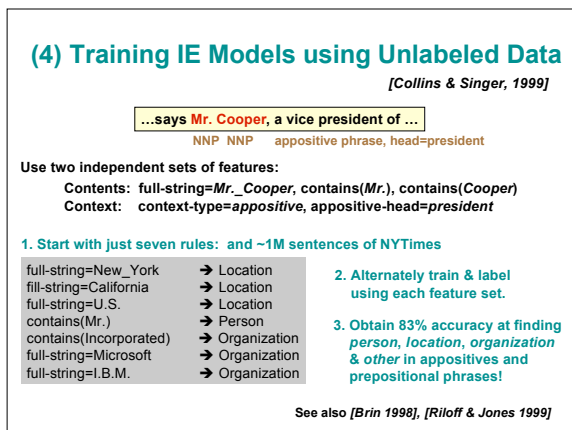 (4) Training IE Models using Unlabeled Data
[Collins & Singer, 1999]
…says Mr. Cooper, a vice president of …
NNP NNP appositive phrase, head=president
Use two independent sets of features:
Contents: full-string=Mr._Cooper, contains(Mr.), contains(Cooper)
Context: context-type=appositive, appositive-head=president
1. Start with just seven rules: and ~1M sentences of NYTimes
full-string=New_York ➔ Location
fill-string=California ➔ Location
full-string=U.S. ➔ Location
contains(Mr.) ➔ Person
contains(Incorporated) ➔ Organization
full-string=Microsoft ➔ Organization
full-string=I.B.M. ➔ Organization
2. Alternately train & label
using each feature set.
3. Obtain 83% accuracy at finding
person, location, organization
& other in appositives and
prepositional phrases!
See also [Brin 1998], [Riloff & Jones 1999]